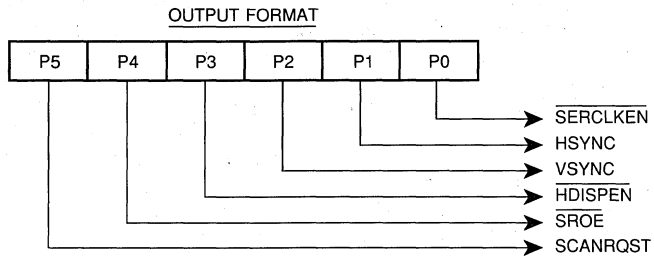 OUTPUT FORMAT
P5 P4 P3 P2 P1 P0
SERCLKEN
HSYNC
VSYNC
HDISPEN
SROE
SCANRQST